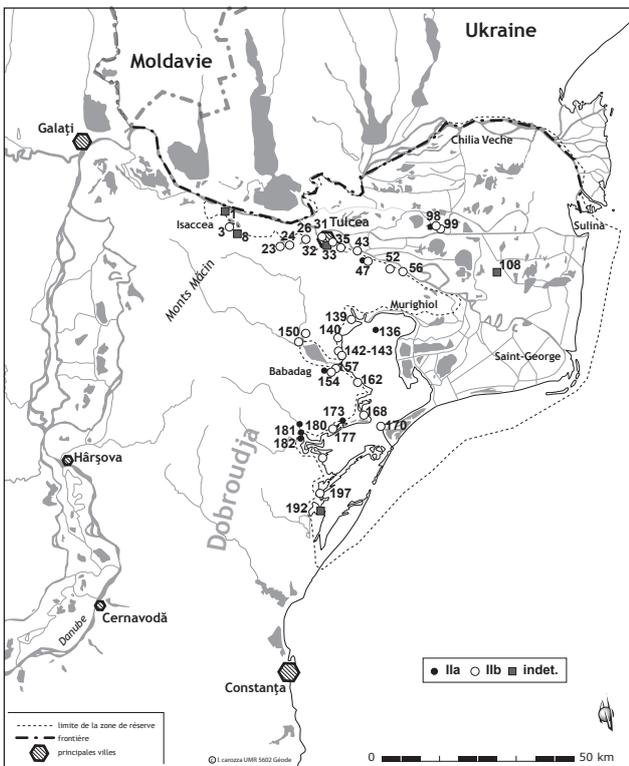 Ukraine
Moldavie
Galaţi
Chilia Veche
1
Isaccea
3
8
23
24
26
31
Tulcea
32
33
35
43
47
52
56
98
99
Sulina
108
Monts Măcin
Murighiol
139
136
150
140
142-143
Saint-George
Babadag
157
154
162
173
168
181
180
170
182
177
Hârşova
Dobroudja
197
192
Cernavodă
Danube
IIa
IIb
indet.
Constanţa
limite de la zone de réserve
frontière
principales villes
© l. carozza UMR 5602 Géode
0
50 km